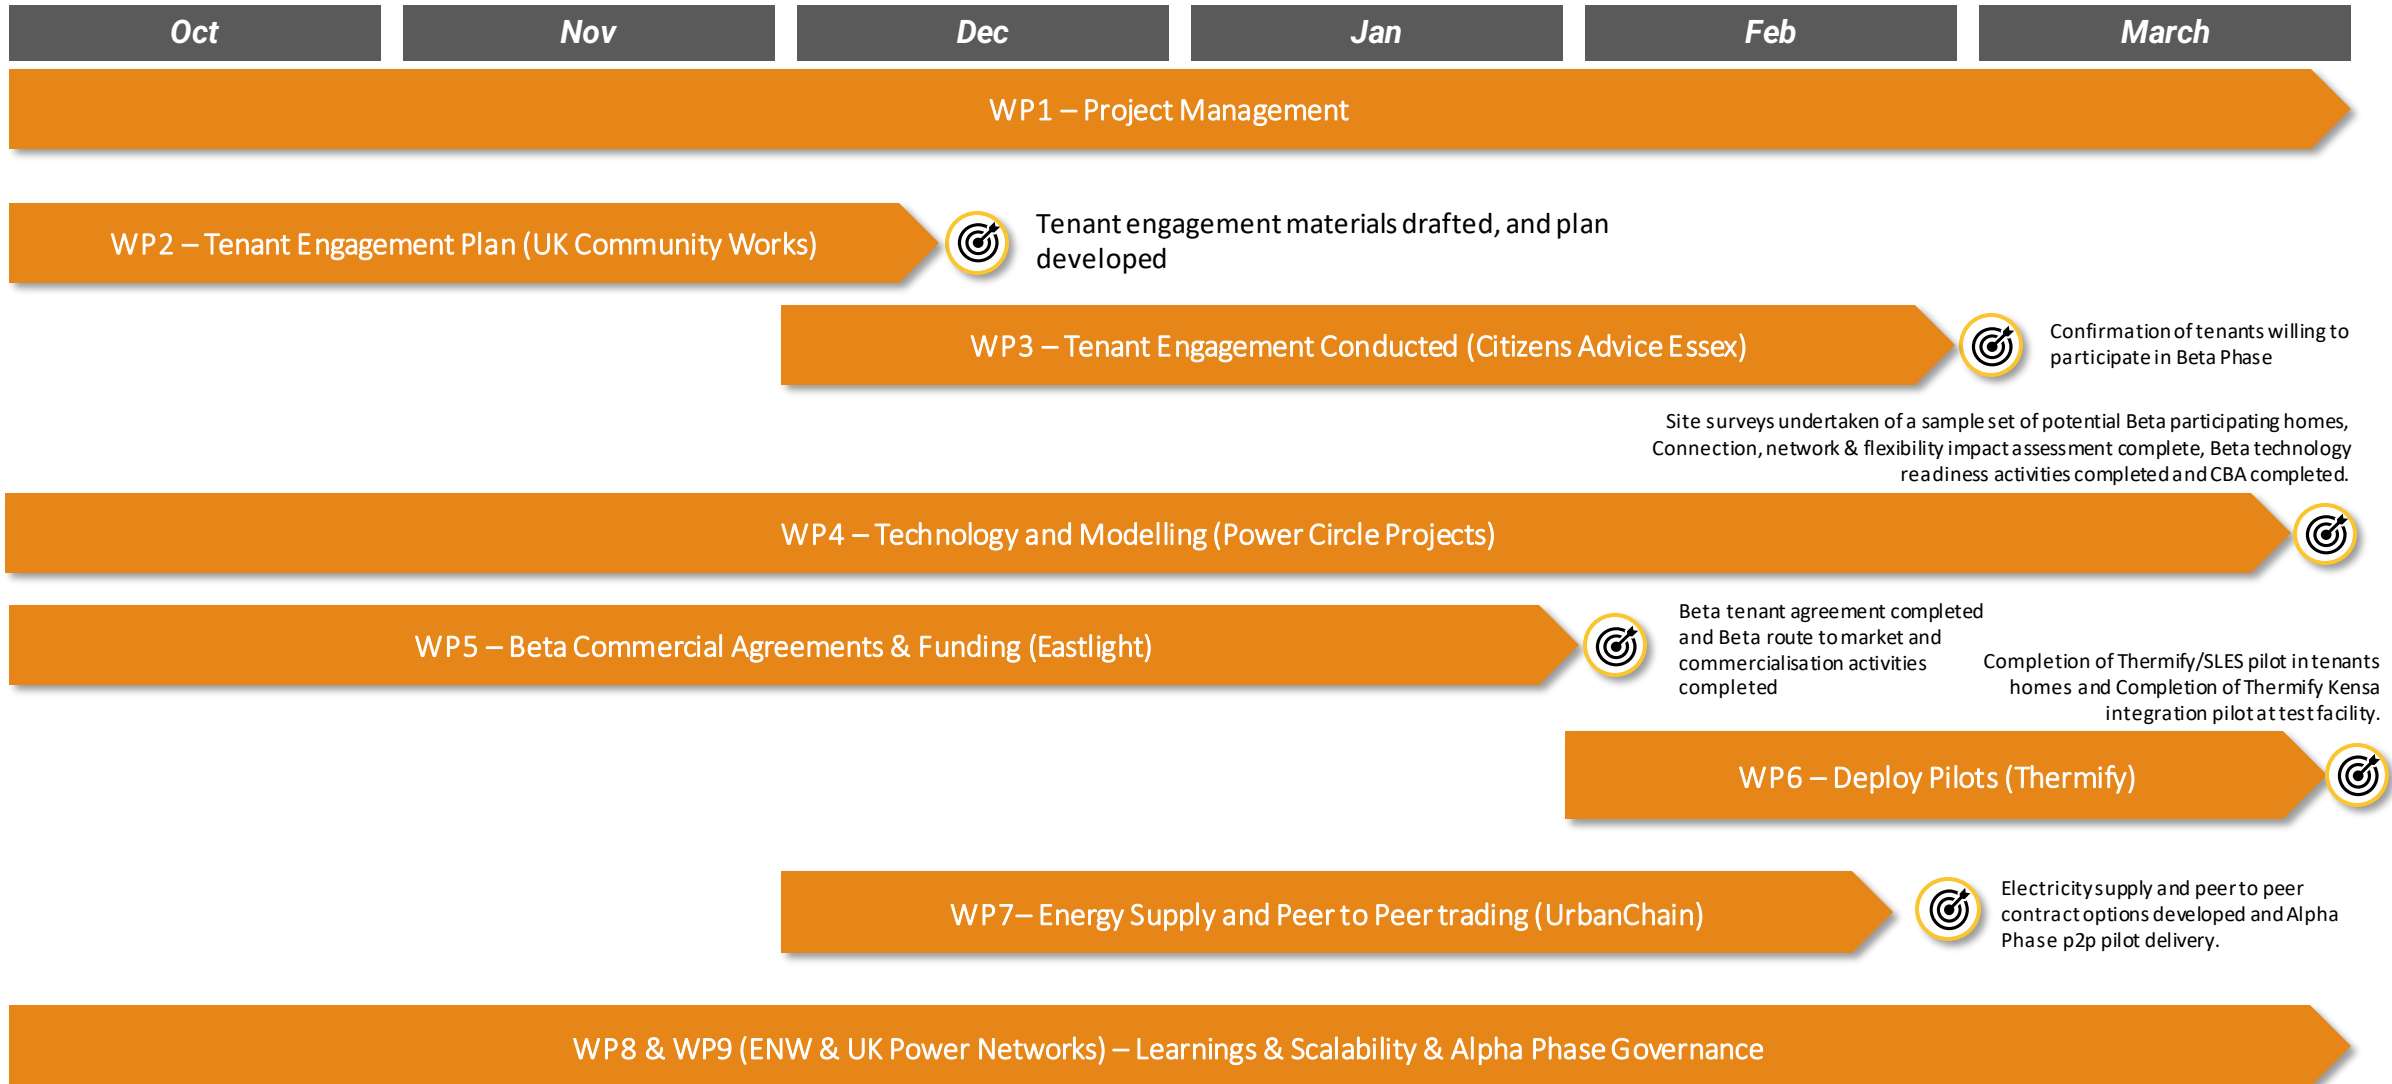 Oct
Nov
Dec
Jan
Feb
March
WP1 – Project Management
WP2 – Tenant Engagement Plan (UK Community Works)
Tenant engagement materials drafted, and plan
developed
WP3 – Tenant Engagement Conducted (Citizens Advice Essex)
Confirmation of tenants willing to
participate in Beta Phase
Site surveys undertaken of a sample set of potential Beta participating homes,
Connection, network & flexibility impact assessment complete, Beta technology
readiness activities completed and CBA completed.
WP4 – Technology and Modelling (Power Circle Projects)
WP5 – Beta Commercial Agreements & Funding (Eastlight)
Beta tenant agreement completed
and Beta route to market and
commercialisation activities
completed
Completion of Thermify/SLES pilot in tenants
homes and Completion of Thermify Kensa
integration pilot at test facility.
WP6 – Deploy Pilots (Thermify)
WP7– Energy Supply and Peer to Peer trading (UrbanChain)
Electricity supply and peer to peer
contract options developed and Alpha
Phase p2p pilot delivery.
WP8 & WP9 (ENW & UK Power Networks) – Learnings & Scalability & Alpha Phase Governance